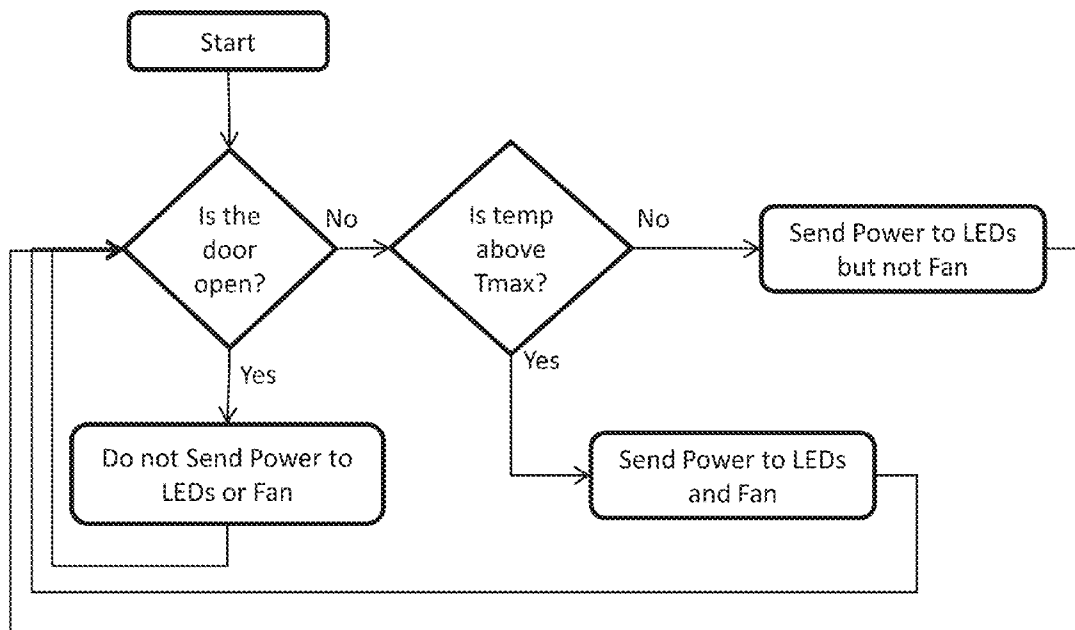 Start
Is the
door
open?
No
Is temp
above
Tmax?
No
Send Power to LEDs
but not Fan
Yes
Yes
Do not Send Power to
LEDs or Fan
Send Power to LEDs
and Fan